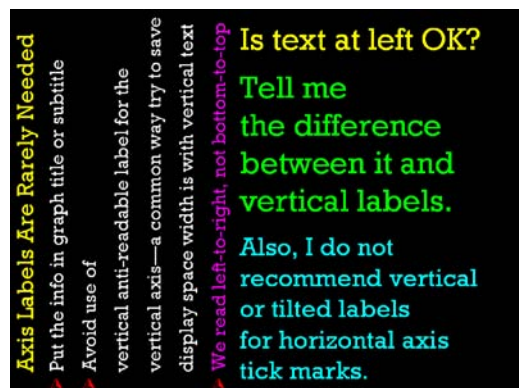 Axis Labels Are Rarely Needed
Put the info in graph title or subtitle
Avoid use of
vertical anti-readable label for the
vertical axis—a common way try to save
display space width is with vertical text
We read left-to-right, not bottom-to-top
Is text at left OK?
Tell me
the difference
between it and
vertical labels.
Also, I do not
recommend vertical
or tilted labels
for horizontal axis
tick marks.